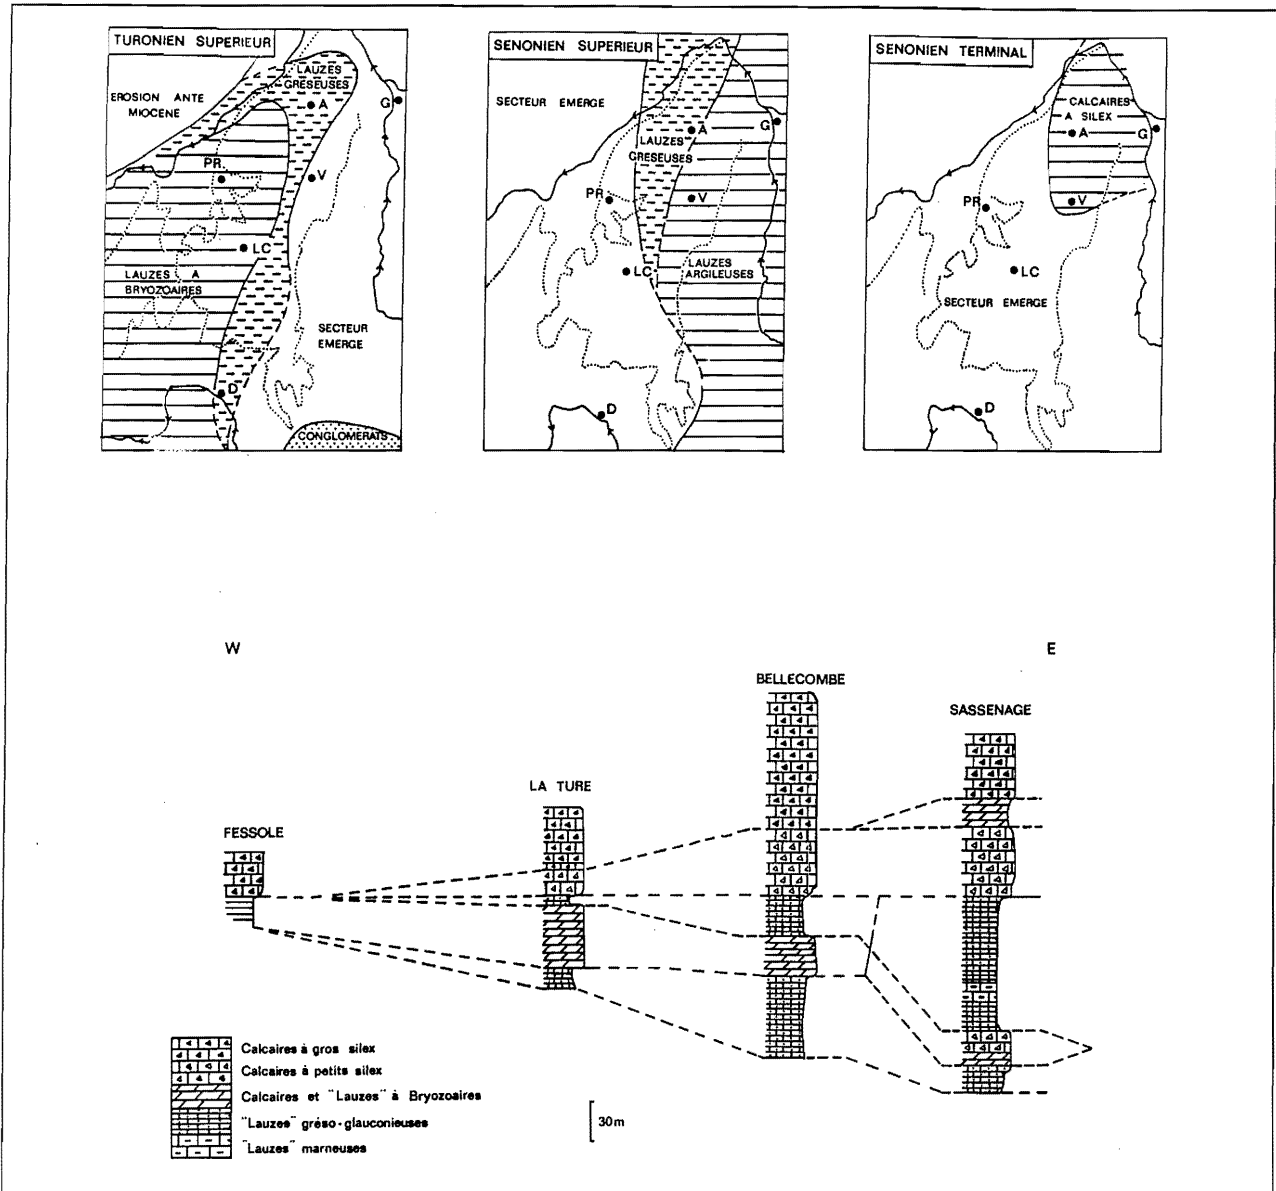 TURONIEN SUPERIEUR
LAUZES
GRESEUSES
EROSION ANTE
MIOCENE
A
G
PR
V
LC
LAUZES A
BRYOZOAIRES
SECTEUR
EMERGE
D
CONGLOMERATS
SENONIEN SUPERIEUR
SECTEUR EMERGE
A
G
LAUZES
GRESEUSES
PR
V
LC
LAUZES
ARGILEUSES
D
SENONIEN TERMINAL
CALCAIRES
A SILEX
A
G
PR
V
LC
SECTEUR EMERGE
D
W
E
BELLECOMBE
SASSENAGE
LA TURE
FESSOLE
Calcaires à gros silex
Calcaires à petits silex
Calcaires et "Lauzes" à Bryozoaires
"Lauzes" gréso-glauconieuses
"Lauzes" marneuses
30m